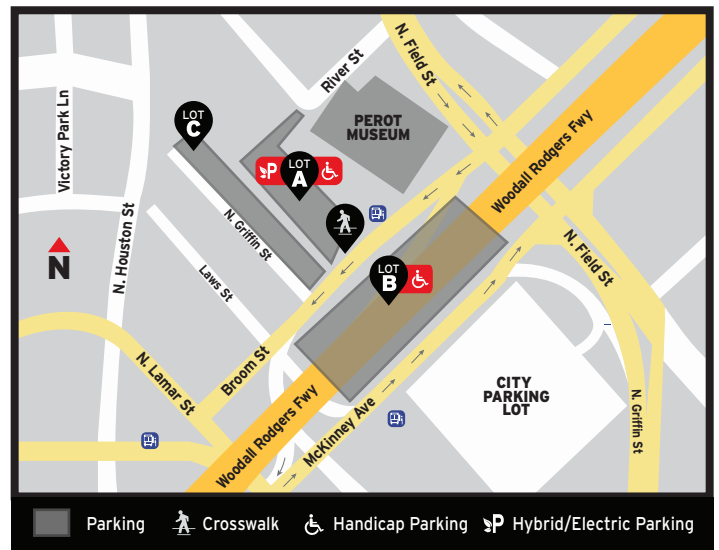 N. Field St
River St
Victory Park Ln
LOT
C
PEROT
MUSEUM
P
LOT
A
Woodall Rodgers Fwy
N. Houston St
N. Griffin St
N
Laws St
LOT
B
N. Field St
N. Lamar St
Broom St
CITY
PARKING
LOT
Woodall Rodgers Fwy
McKinney Ave
N. Griffin St
Parking
Crosswalk
Handicap Parking
P Hybrid/Electric Parking